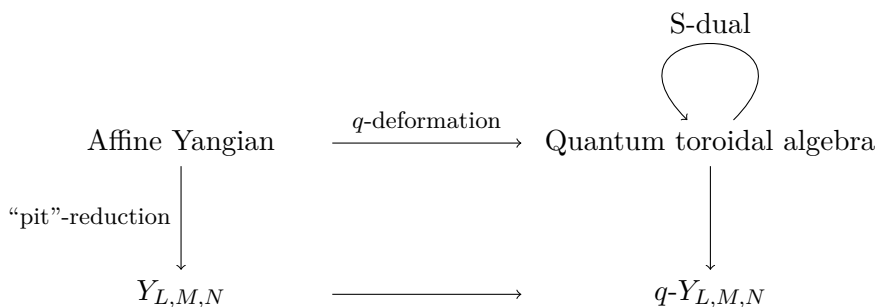 S-dual
q-deformation
Affine Yangian
Quantum toroidal algebra
“pit”-reduction
Y_{L,M,N}
q-Y_{L,M,N}